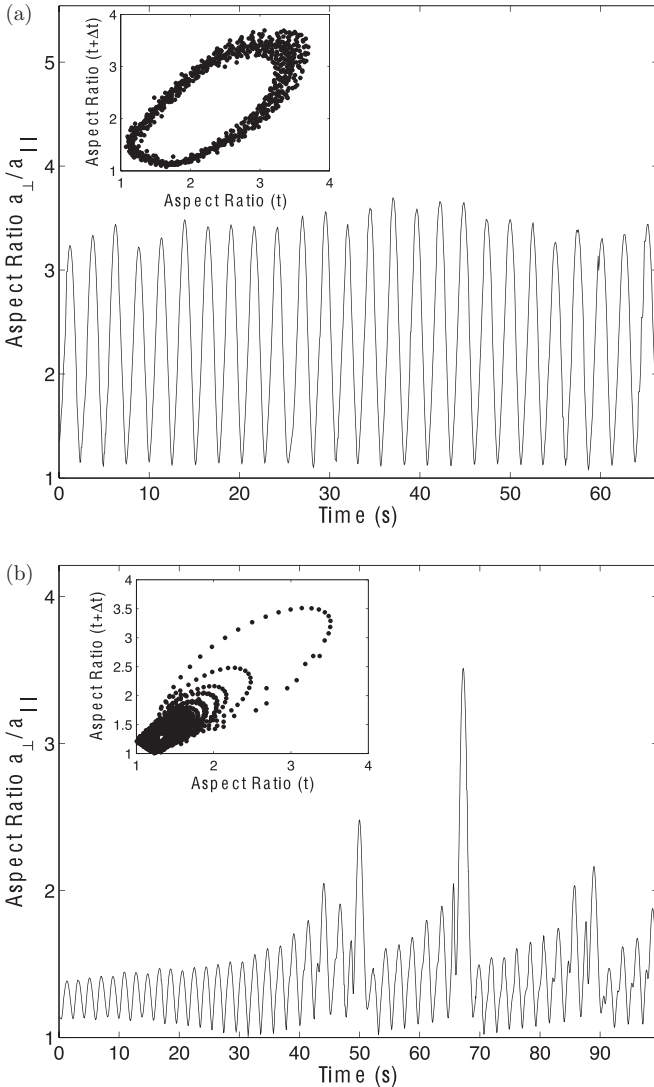 (a)
Aspect Ratio a⊥/a||
5
4
3
2
1
0 10 20 30 40 50 60
Time (s)
Aspect Ratio (t+Δt)
4
3
2
1
1 2 3 4
Aspect Ratio (t)
(b)
Aspect Ratio a⊥/a||
4
3
2
1
0 10 20 30 40 50 60 70 80 90
Time (s)
Aspect Ratio (t+Δt)
4
3.5
3
2.5
2
1.5
1
1 2 3 4
Aspect Ratio (t)